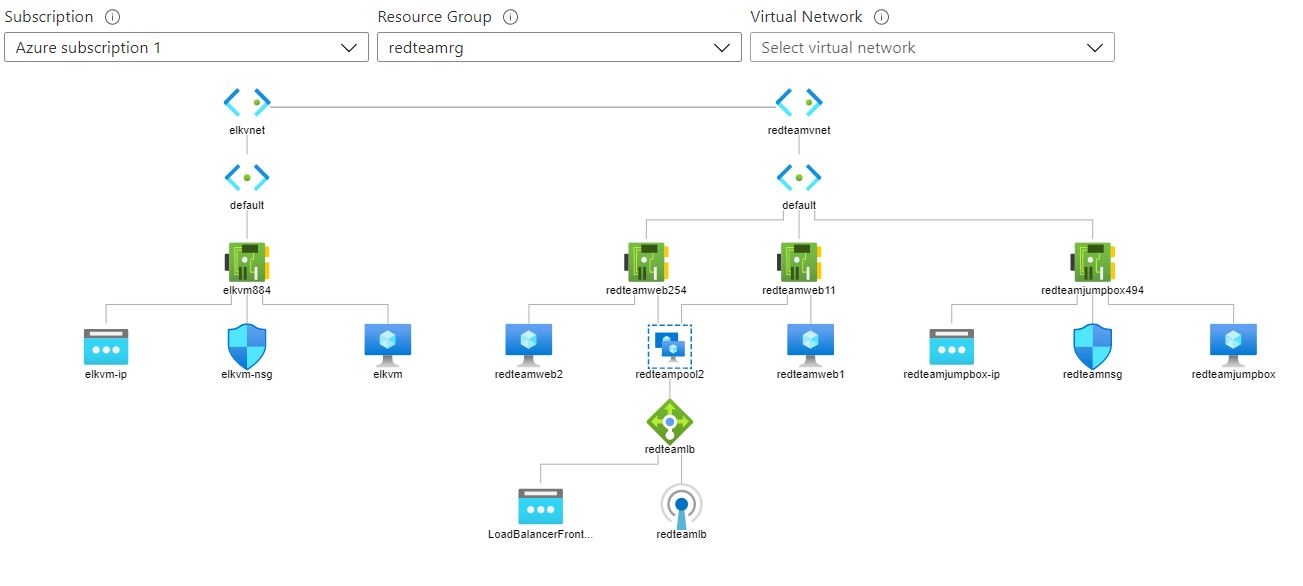 Subscription Resource Group Virtual Network
Azure subscription 1 redteamrg Select virtual network
elkvnet redteamvnet
default default
elkvm884 redteamweb254 redteamweb11 redteamjumpbox494
elkvm-ip elkvm-nsg elkvm redteamweb2 redteampool2 redteamweb1 redteamjumpbox-ip redteamnsg redteamjumpbox
redteamlb
LoadBalancerFront... redteamlb